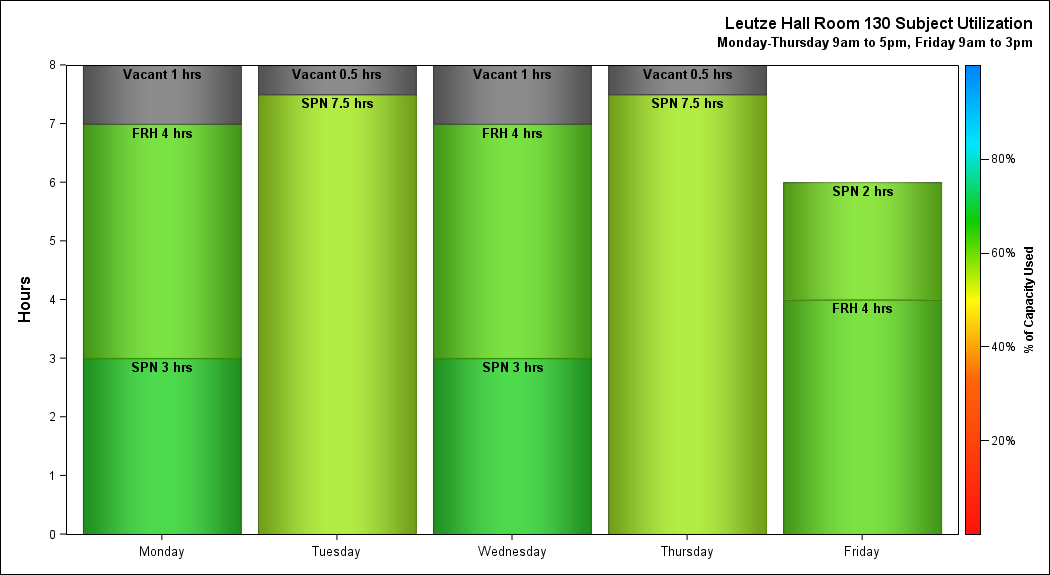 Leutze Hall Room 130 Subject Utilization
Monday-Thursday 9am to 5pm, Friday 9am to 3pm
Hours
8
7
6
5
4
3
2
1
0
Vacant 1 hrs
FRH 4 hrs
SPN 3 hrs
Vacant 0.5 hrs
SPN 7.5 hrs
Vacant 1 hrs
FRH 4 hrs
SPN 3 hrs
Vacant 0.5 hrs
SPN 7.5 hrs
SPN 2 hrs
FRH 4 hrs
Monday
Tuesday
Wednesday
Thursday
Friday
80%
60%
40%
20%
% of Capacity Used